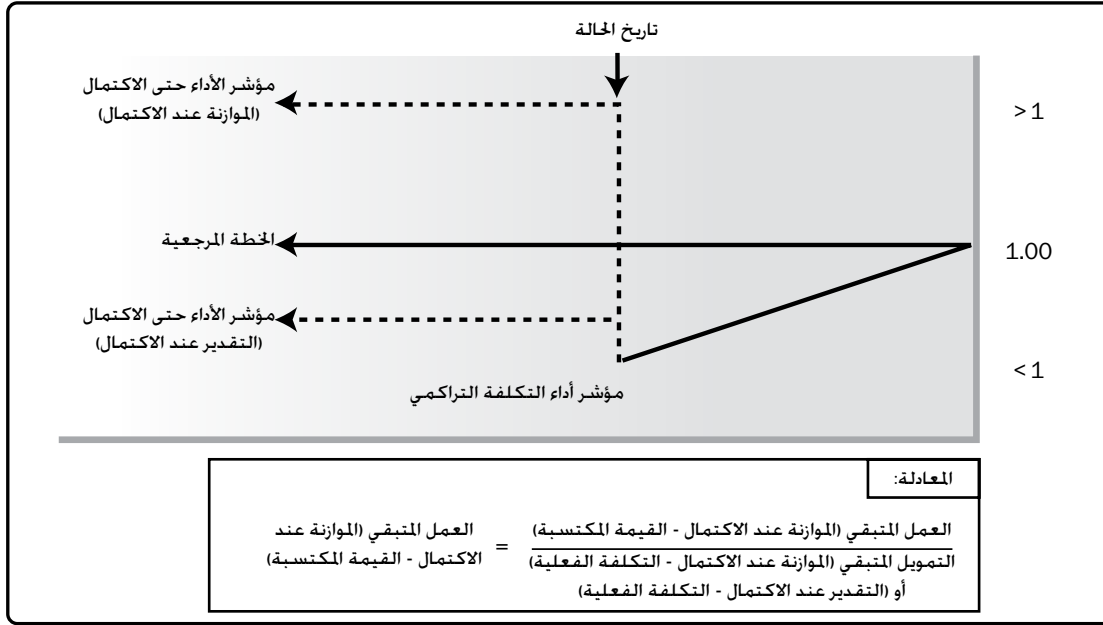 تاريخ الحالة
مؤشر الأداء حتى الاكتمال
(الموازنة عند الاكتمال)
> 1
الخطة المرجعية
1.00
مؤشر الأداء حتى الاكتمال
(التقدير عند الاكتمال)
< 1
مؤشر أداء التكلفة التراكمي
المعادلة:
العمل المتبقي (الموازنة عند الاكتمال - القيمة المكتسبة)
التمويل المتبقي (الموازنة عند الاكتمال - التكلفة الفعلية)
أو (التقدير عند الاكتمال - التكلفة الفعلية)
=
العمل المتبقي (الموازنة عند
الاكتمال - القيمة المكتسبة)